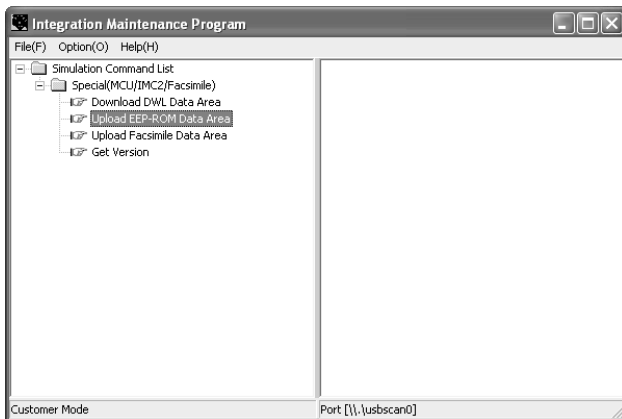 Integration Maintenance Program
File(F) Option(O) Help(H)
Simulation Command List
Special(MCU/IMC2/Facsimile)
Download DWL Data Area
Upload EEP-ROM Data Area
Upload Facsimile Data Area
Get Version
Customer Mode Port [\\.\usbscan0]